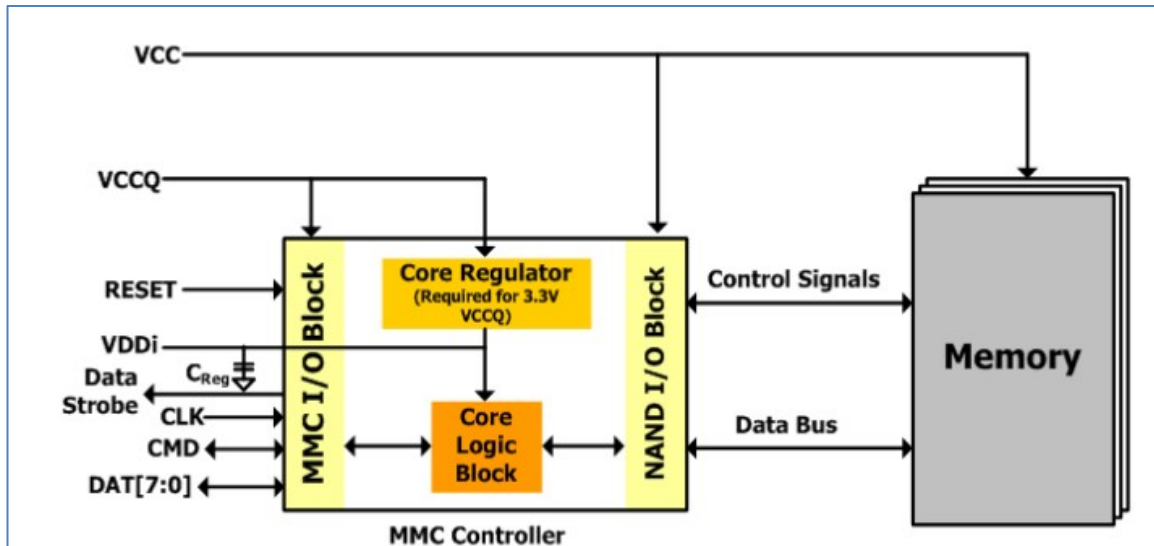 VCC
VCCQ
RESET
VDDi
CReg
Data
Strobe
CLK
CMD
DAT[7:0]
MMC I/O Block
Core Regulator
(Required for 3.3V
VCCQ)
Core
Logic
Block
NAND I/O Block
MMC Controller
Control Signals
Data Bus
Memory